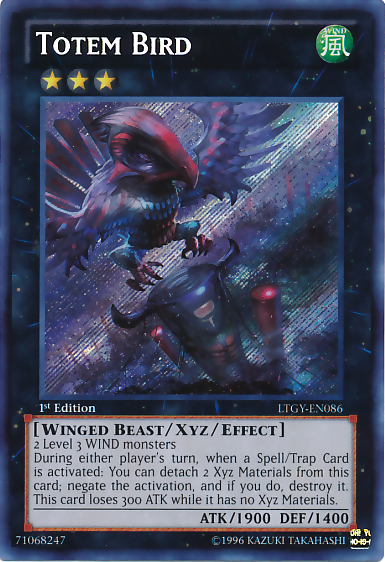 TOTEM BIRD
WIND
風
1st Edition
LTGY-EN086
[WINGED BEAST/XYZ/EFFECT]
2 Level 3 WIND monsters
During either player's turn, when a Spell/Trap Card
is activated: You can detach 2 Xyz Materials from this
card; negate the activation, and if you do, destroy it.
This card loses 300 ATK while it has no Xyz Materials.
ATK/1900 DEF/1400
71068247
©1996 KAZUKI TAKAHASHI